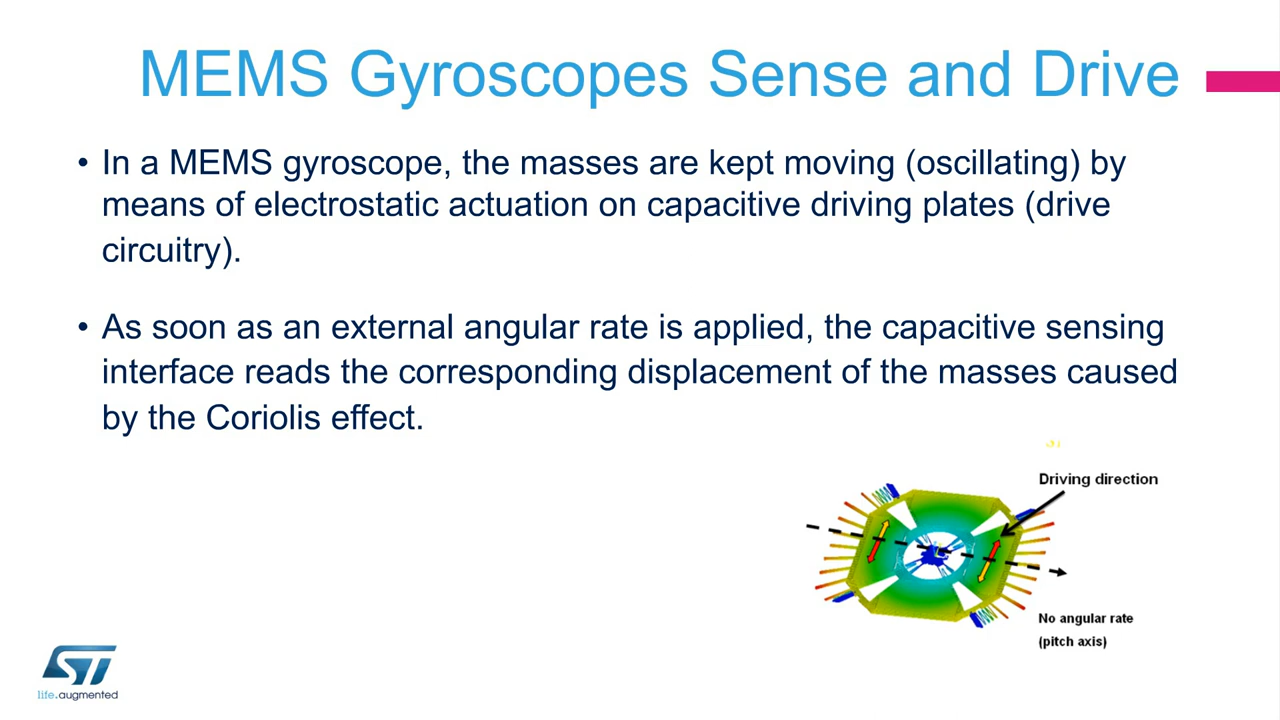 MEMS Gyroscopes Sense and Drive
• In a MEMS gyroscope, the masses are kept moving (oscillating) by
means of electrostatic actuation on capacitive driving plates (drive
circuitry).
• As soon as an external angular rate is applied, the capacitive sensing
interface reads the corresponding displacement of the masses caused
by the Coriolis effect.
Driving direction
No angular rate
(pitch axis)
ST
life.augmented